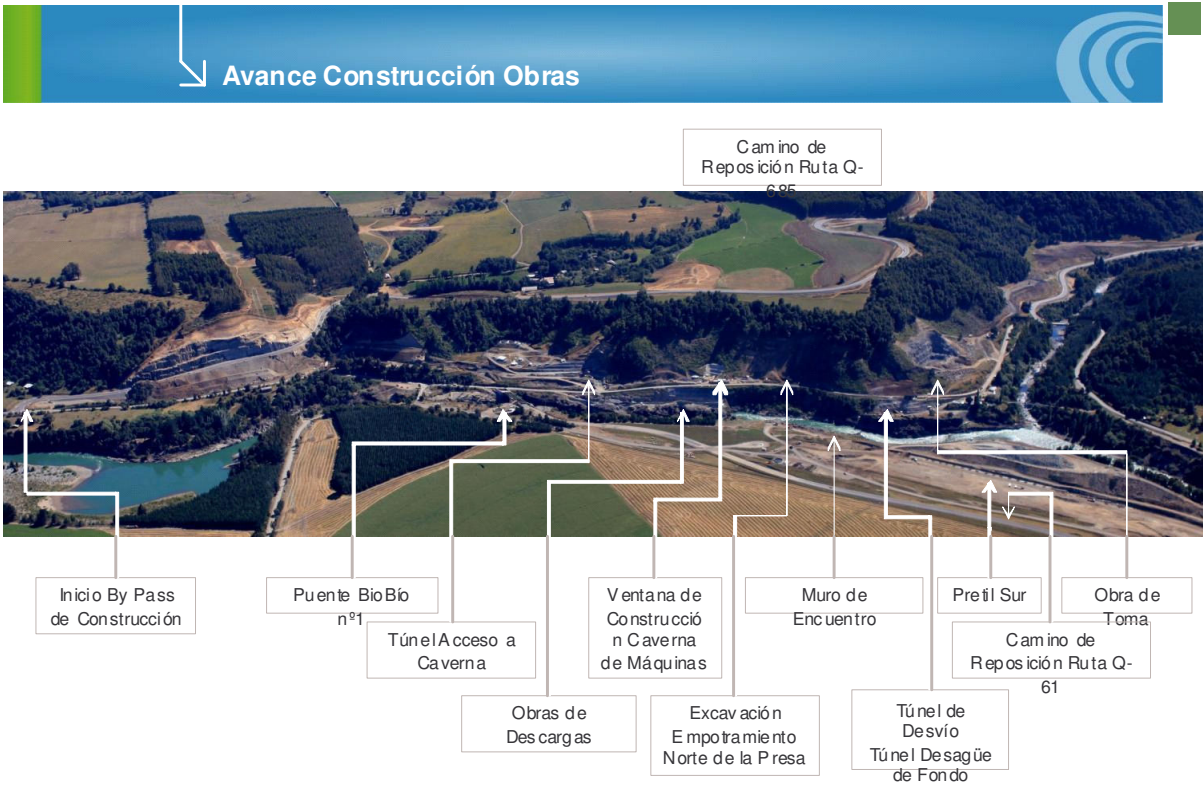 Avance Construcción Obras
Camino de
Reposición Ruta Q-
685
Inicio By Pass
de Construcción
Puente BioBío
nº1
Túnel Acceso a
Caverna
Obras de
Descargas
Ventana de
Construcció
n Caverna
de Máquinas
Excavación
Empotramiento
Norte de la Presa
Muro de
Encuentro
Túnel de
Desvío
Túnel Desagüe
de Fondo
Pretil Sur
Camino de
Reposición Ruta Q-
61
Obra de
Toma